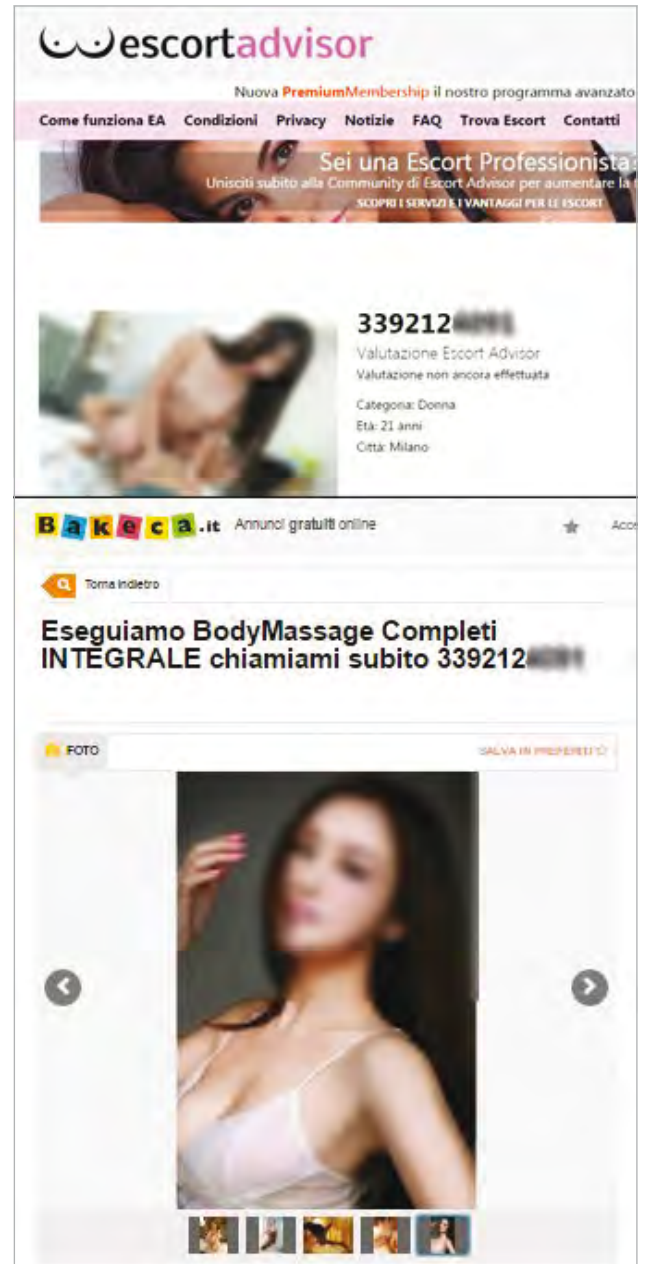 escortadvisor
Nuova PremiumMembership il nostro programma avanzato
Come funziona EA Condizioni Privacy Notizie FAQ Trova Escort Contatti
Sei una Escort Professionista
Unisciti subito alla Community di Escort Advisor per aumentare la
SCOPRI I SERVIZI E I VANTAGGI PER LE ESCORT
339212
Valutazione Escort Advisor
Valutazione non ancora effettuata
Categoria: Donna
Età: 21 anni
Città: Milano
Bakeca.it Annunci gratuiti online
Torna indietro
Eseguiamo BodyMassage Completi
INTEGRALE chiamiami subito 339212
FOTO SALVA IN PREFERITI